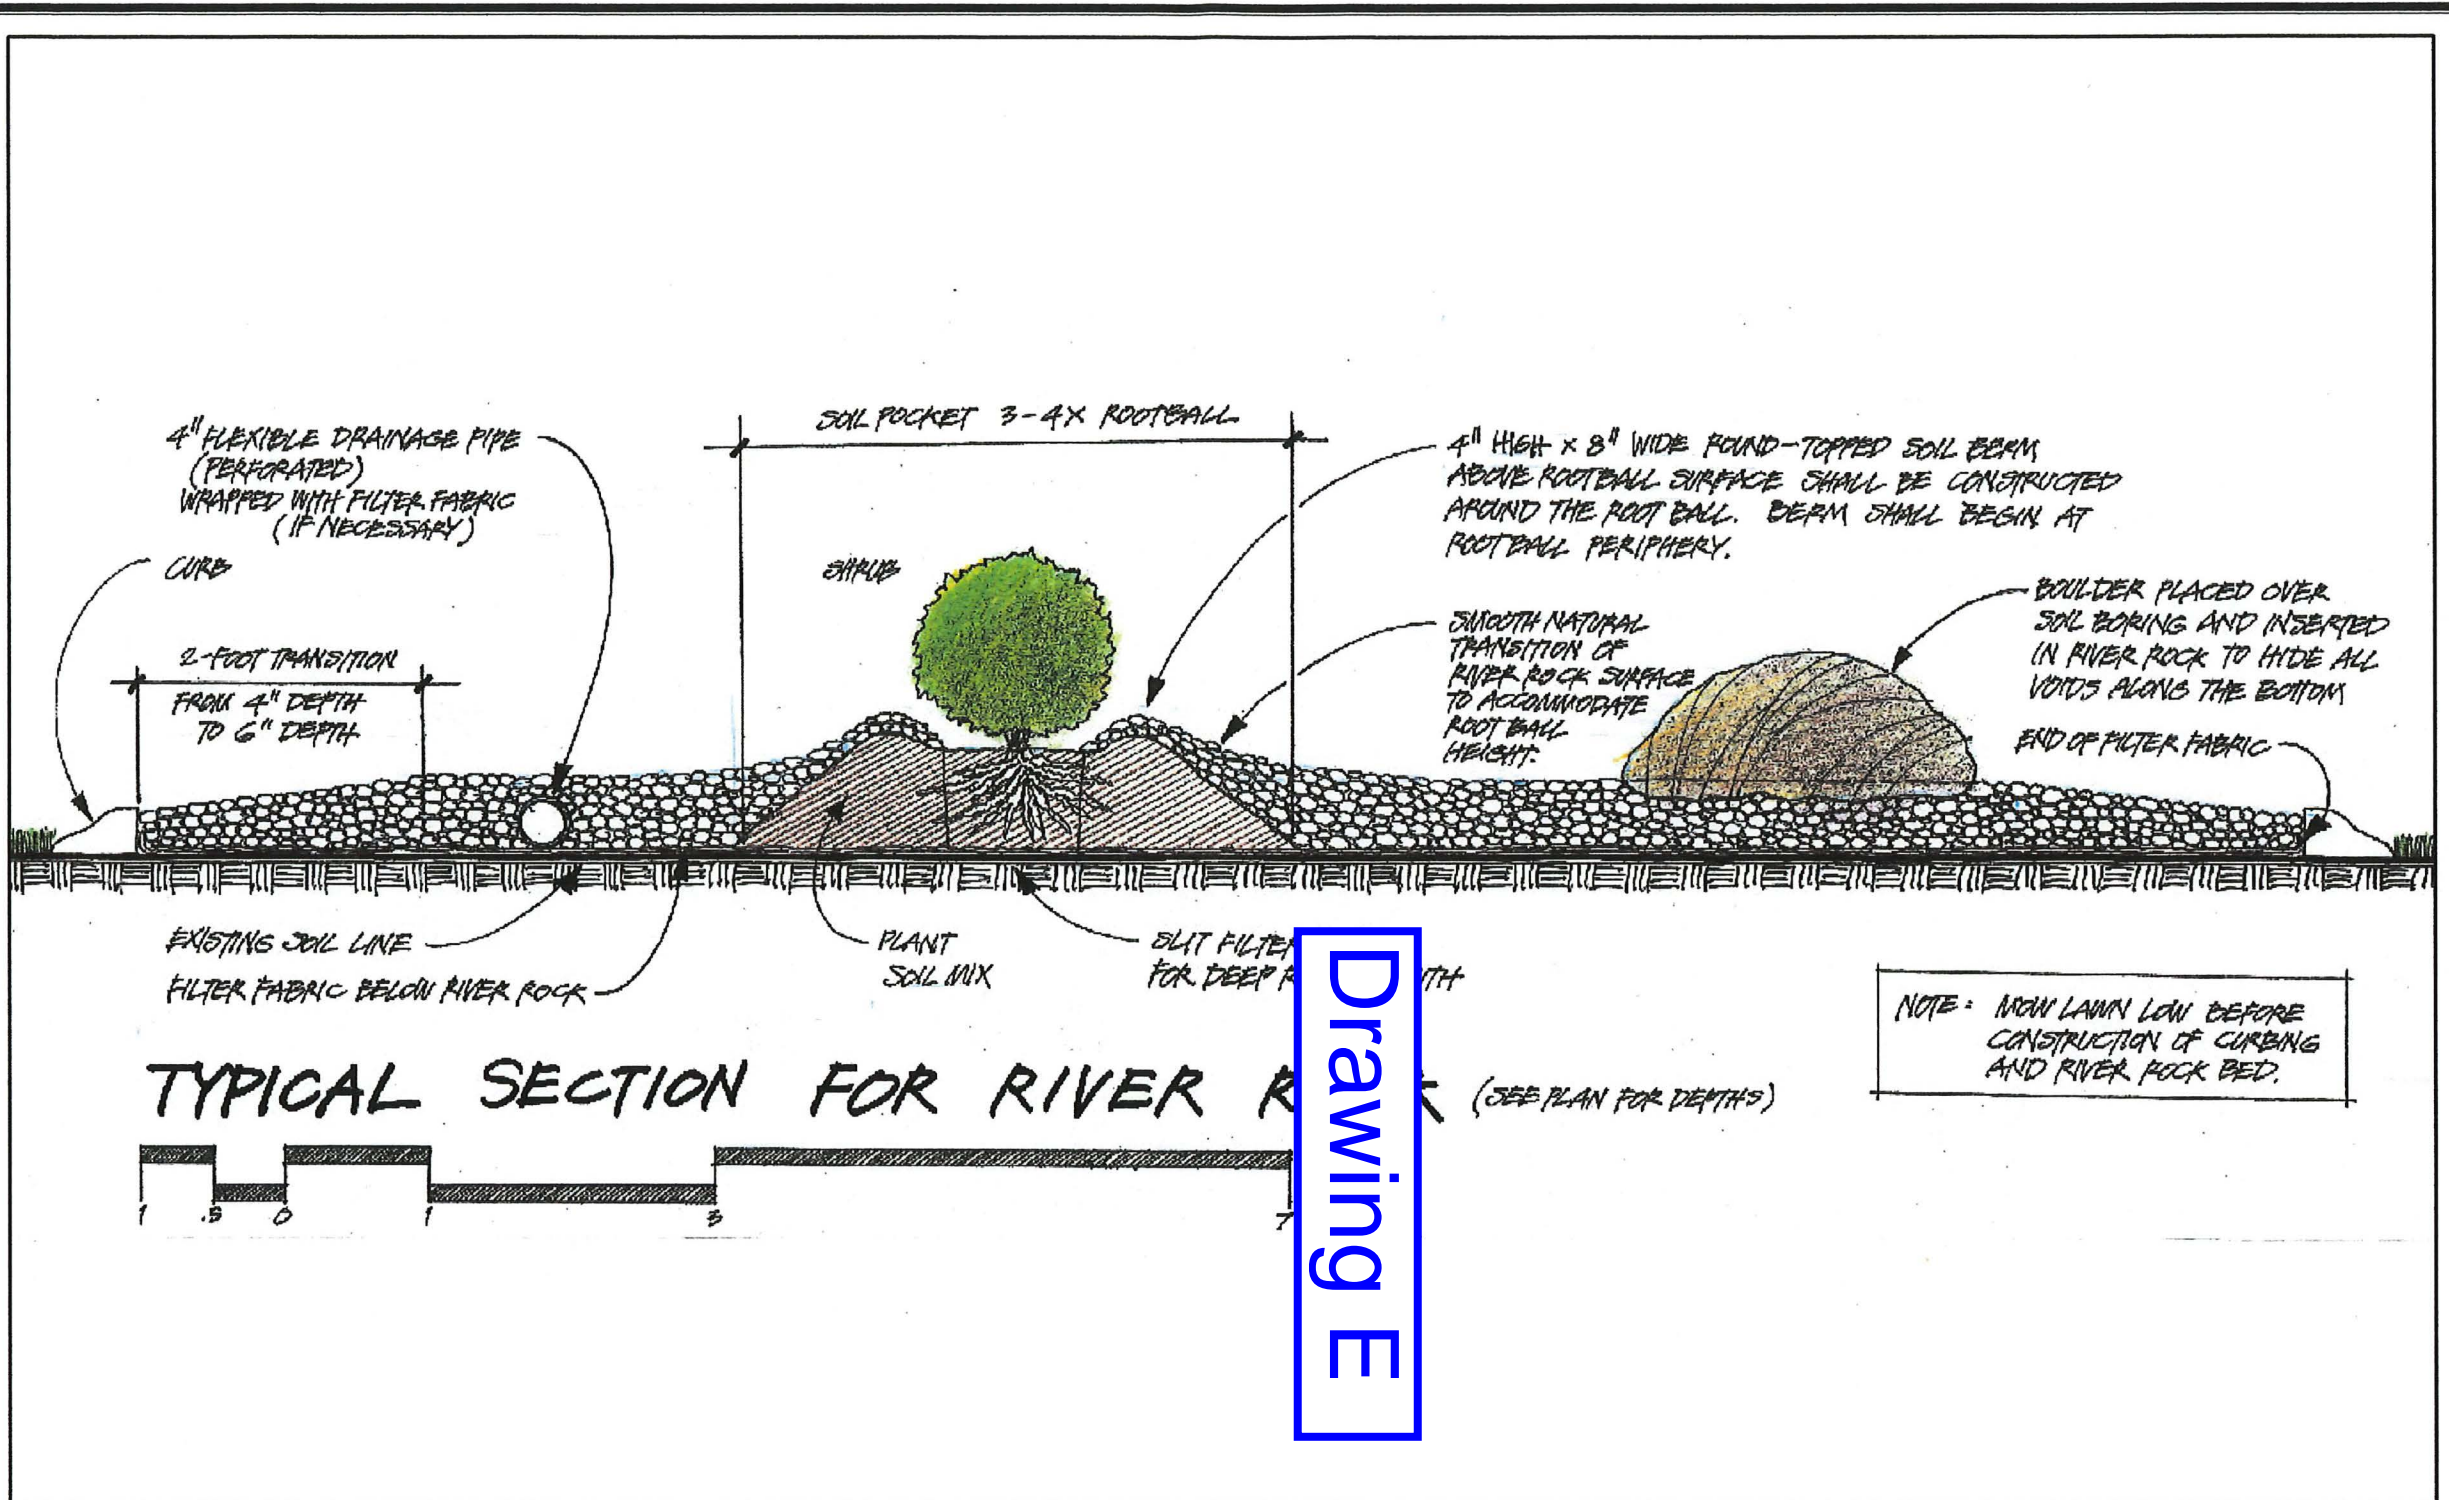 SOIL POCKET 3-4X ROOTBALL
4" FLEXIBLE DRAINAGE PIPE
(PERFORATED)
WRAPPED WITH FILTER FABRIC
(IF NECESSARY)
CURB
2-FOOT TRANSITION
FROM 4" DEPTH
TO 6" DEPTH
SHRUB
4" HIGH x 8" WIDE ROUND-TOPPED SOIL BERM
ABOVE ROOTBALL SURFACE SHALL BE CONSTRUCTED
AROUND THE ROOT BALL. BERM SHALL BEGIN AT
ROOTBALL PERIPHERY.
SMOOTH NATURAL
TRANSITION OF
RIVER ROCK SURFACE
TO ACCOMMODATE
ROOT BALL
HEIGHT.
BOULDER PLACED OVER
SOIL BORING AND INSERTED
IN RIVER ROCK TO HIDE ALL
VOIDS ALONG THE BOTTOM
END OF FILTER FABRIC
EXISTING SOIL LINE
FILTER FABRIC BELOW RIVER ROCK
PLANT
SOIL MIX
SLIT FILTER
FOR DEEP
NOTE: MOW LAWN LOW BEFORE
CONSTRUCTION OF CURBING
AND RIVER ROCK BED.
TYPICAL SECTION FOR RIVER (SEE PLAN FOR DEPTHS)
1 .5 0 1 3 7
Drawing E